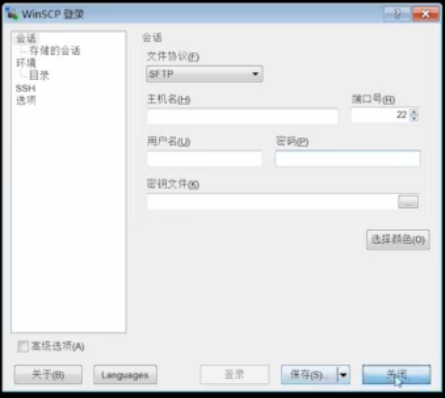 WinSCP 登录
会话
存储的会话
环境
目录
SSH
选项
会话
文件协议(F)
SFTP
主机名(H) 端口号(R)
22
用户名(U) 密码(P)
密钥文件(K)
...
选择颜色(O)
高级选项(A)
关于(B) Languages 登录 保存(S)... 关闭